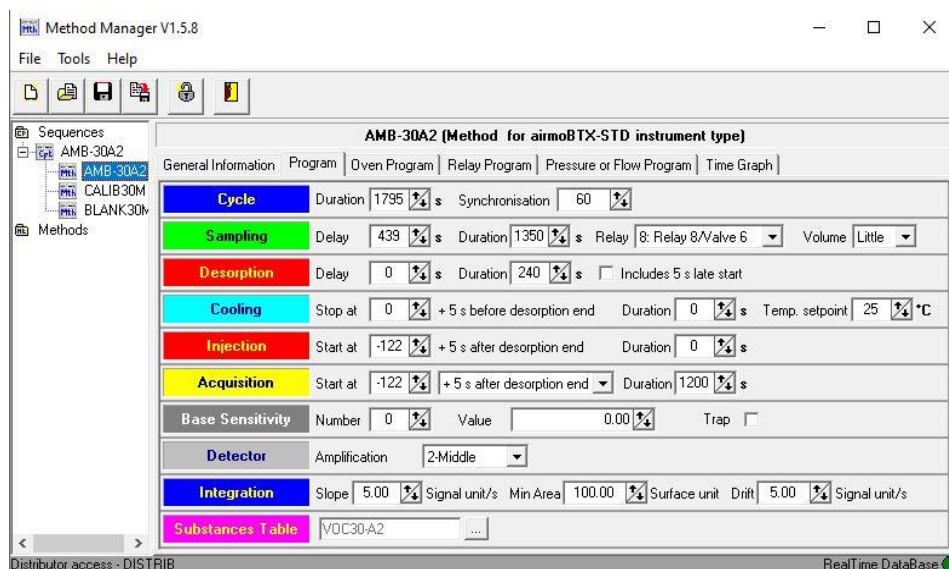 Method Manager V1.5.8
File Tools Help
Sequences
AMB-30A2
AMB-30A2
CALIB30M
BLANK30M
Methods
AMB-30A2 (Method for airmoBTX-STD instrument type)
General Information Program Oven Program Relay Program Pressure or Flow Program Time Graph
Cycle Duration 1795 s Synchronisation 60
Sampling Delay 439 s Duration 1350 s Relay 8: Relay 8/Valve 6 Volume Little
Desorption Delay 0 s Duration 240 s Includes 5 s late start
Cooling Stop at 0 + 5 s before desorption end Duration 0 s Temp. setpoint 25 °C
Injection Start at -122 + 5 s after desorption end Duration 0 s
Acquisition Start at -122 + 5 s after desorption end Duration 1200 s
Base Sensitivity Number 0 Value 0.00 Trap
Detector Amplification 2-Middle
Integration Slope 5.00 Signal unit/s Min Area 100.00 Surface unit Drift 5.00 Signal unit/s
Substances Table VOC30-A2 ...
Distributor access - DISTRIB RealTime DataBase